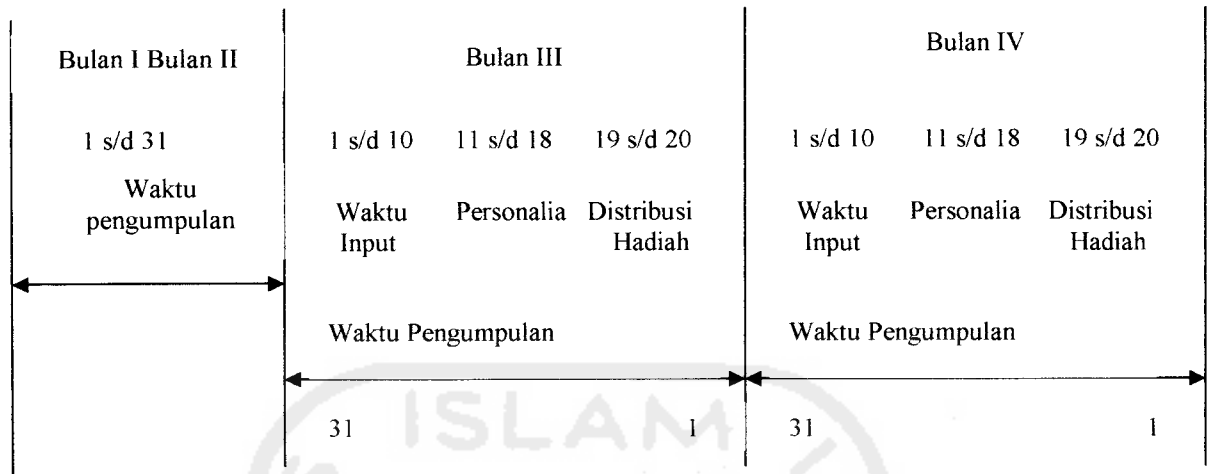 Bulan I Bulan II
1 s/d 31
Waktu
pengumpulan
Bulan III
1 s/d 10 11 s/d 18 19 s/d 20
Waktu Personalia Distribusi
Input Hadiah
Waktu Pengumpulan
31 1
Bulan IV
1 s/d 10 11 s/d 18 19 s/d 20
Waktu Personalia Distribusi
Input Hadiah
Waktu Pengumpulan
31 1
ISLAM